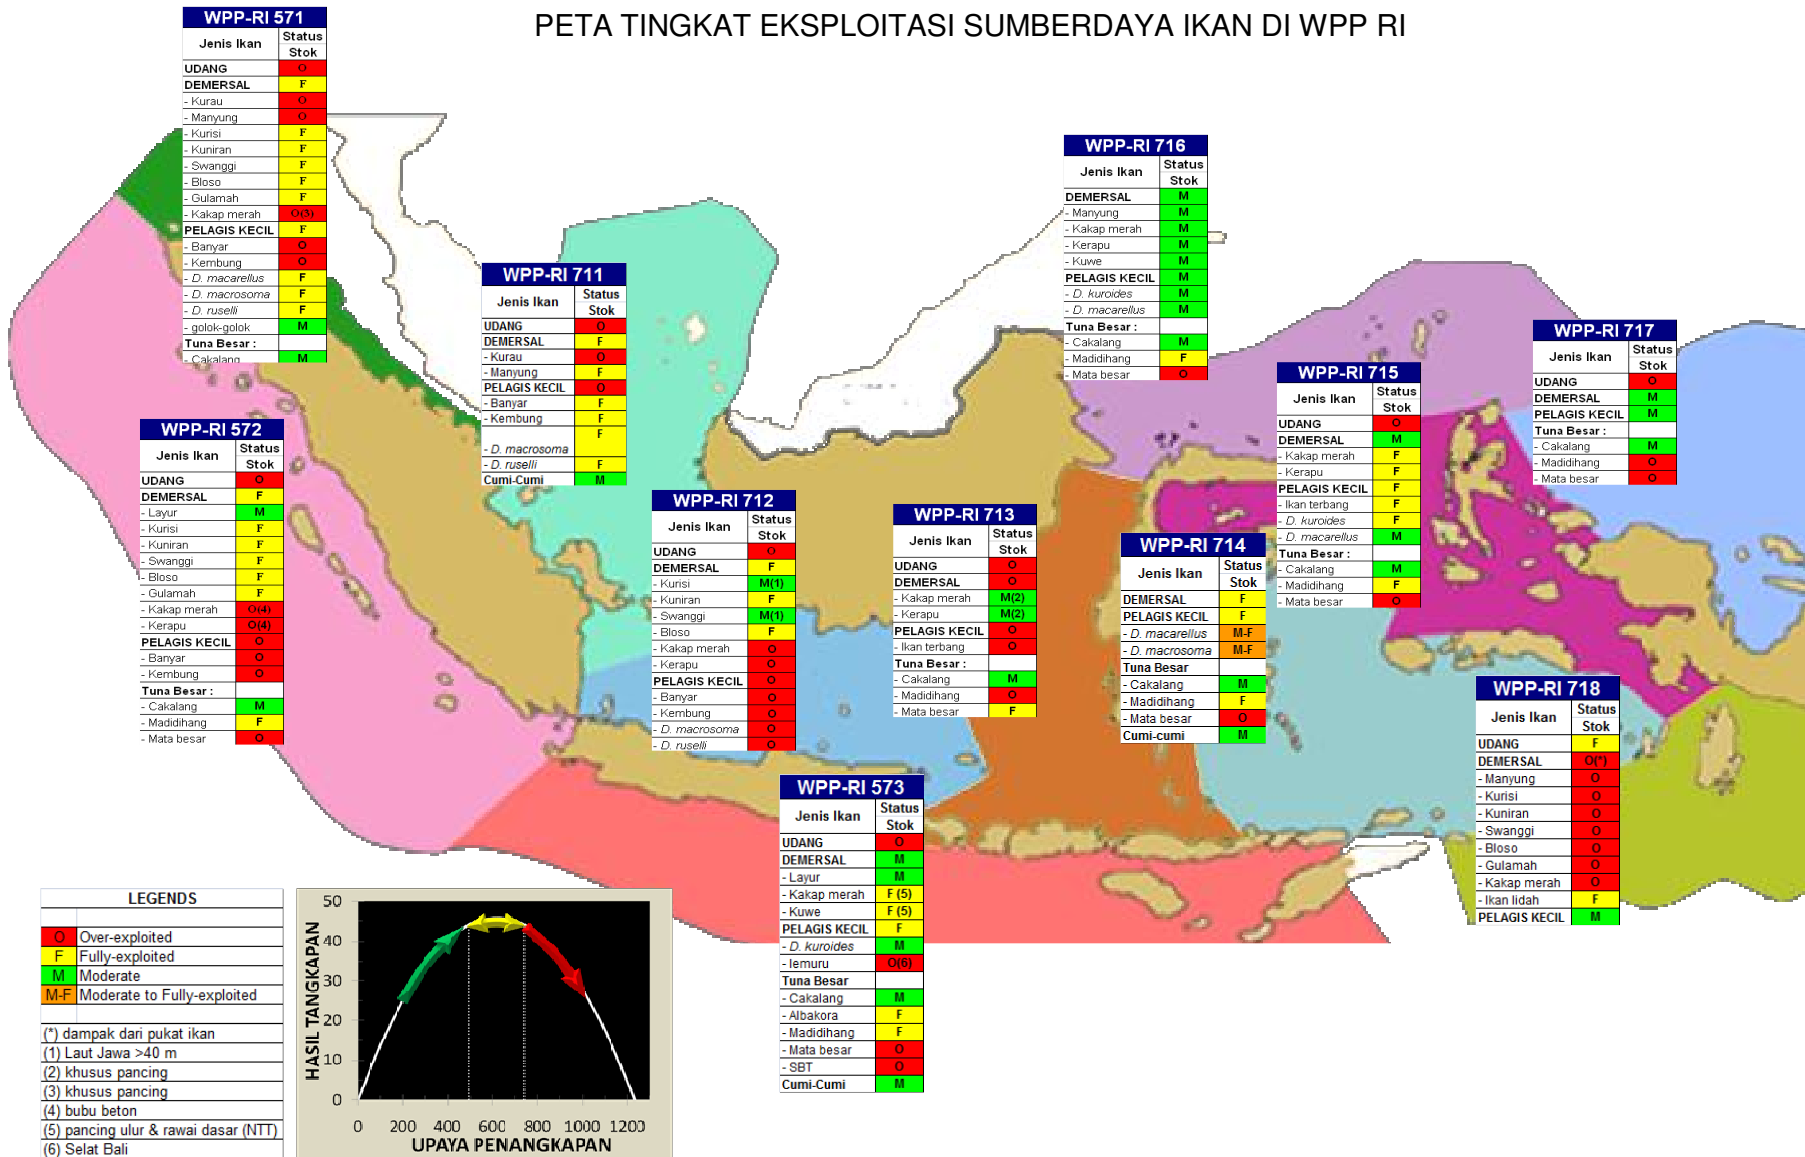 PETA TINGKAT EKSPLOITASI SUMBERDAYA IKAN DI WPP RI
WPP-RI 571
Jenis Ikan Status Stok
UDANG O
DEMERSAL F
- Kurau O
- Manyung O
- Kurisi F
- Kuniran F
- Swanggi F
- Bloso F
- Gulamah F
- Kakap merah O(3)
PELAGIS KECIL F
- Banyar O
- Kembung O
- D. macarellus F
- D. macrosoma F
- D. ruselli F
- golok-golok M
Tuna Besar :
- Cakalang M
WPP-RI 716
Jenis Ikan Status Stok
DEMERSAL M
- Manyung M
- Kakap merah M
- Kerapu M
- Kuwe M
PELAGIS KECIL M
- D. kuroides M
- D. macarellus M
Tuna Besar :
- Cakalang M
- Madidihang F
- Mata besar O
WPP-RI 711
Jenis Ikan Status Stok
UDANG O
DEMERSAL F
- Kurau O
- Manyung F
PELAGIS KECIL O
- Banyar F
- Kembung F
- D. macrosoma F
- D. ruselli F
Cumi-Cumi M
WPP-RI 717
Jenis Ikan Status Stok
UDANG O
DEMERSAL M
PELAGIS KECIL M
Tuna Besar :
- Cakalang M
- Madidihang O
- Mata besar O
WPP-RI 715
Jenis Ikan Status Stok
UDANG O
DEMERSAL M
- Kakap merah F
- Kerapu F
PELAGIS KECIL F
- Ikan terbang F
- D. kuroides F
- D. macarellus M
Tuna Besar :
- Cakalang M
- Madidihang F
- Mata besar O
WPP-RI 572
Jenis Ikan Status Stok
UDANG O
DEMERSAL F
- Layur M
- Kurisi F
- Kuniran F
- Swanggi F
- Bloso F
- Gulamah F
- Kakap merah O(4)
- Kerapu O(4)
PELAGIS KECIL O
- Banyar O
- Kembung O
Tuna Besar :
- Cakalang M
- Madidihang F
- Mata besar O
WPP-RI 712
Jenis Ikan Status Stok
UDANG O
DEMERSAL F
- Kurisi M(1)
- Kuniran F
- Swanggi M(1)
- Bloso F
- Kakap merah O
- Kerapu O
PELAGIS KECIL O
- Banyar O
- Kembung O
- D. macrosoma O
- D. ruselli O
WPP-RI 713
Jenis Ikan Status Stok
UDANG O
DEMERSAL O
- Kakap merah M(2)
- Kerapu M(2)
PELAGIS KECIL O
- Ikan terbang O
Tuna Besar :
- Cakalang M
- Madidihang O
- Mata besar F
WPP-RI 714
Jenis Ikan Status Stok
DEMERSAL F
PELAGIS KECIL F
- D. macarellus M-F
- D. macrosoma M-F
Tuna Besar
- Cakalang M
- Madidihang F
- Mata besar O
Cumi-cumi M
WPP-RI 718
Jenis Ikan Status Stok
UDANG F
DEMERSAL O(*)
- Manyung O
- Kurisi O
- Kuniran O
- Swanggi O
- Bloso O
- Gulamah O
- Kakap merah O
- Ikan lidah F
PELAGIS KECIL M
WPP-RI 573
Jenis Ikan Status Stok
UDANG O
DEMERSAL M
- Layur M
- Kakap merah F (5)
- Kuwe F (5)
PELAGIS KECIL F
- D. kuroides M
- lemuru O(6)
Tuna Besar
- Cakalang M
- Albakora F
- Madidihang F
- Mata besar O
- SBT O
Cumi-Cumi M
LEGENDS
O Over-exploited
F Fully-exploited
M Moderate
M-F Moderate to Fully-exploited
(*) dampak dari pukat ikan
(1) Laut Jawa >40 m
(2) khusus pancing
(3) khusus pancing
(4) bubu beton
(5) pancing ulur & rawai dasar (NTT)
(6) Selat Bali
HASIL TANGKAPAN
50
40
30
20
10
0
0 200 400 600 800 1000 1200
UPAYA PENANGKAPAN